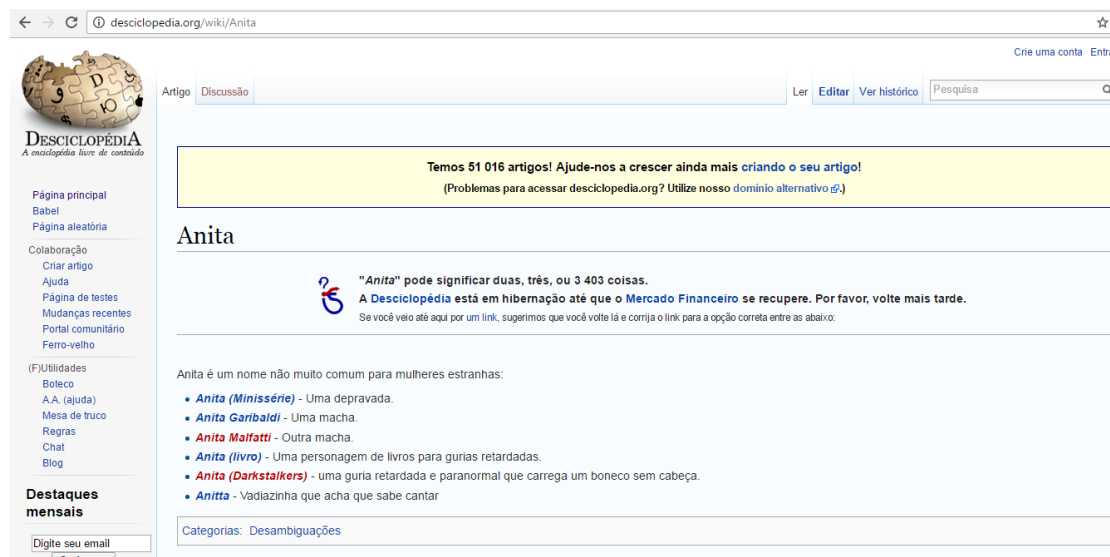 desciclopedia.org/wiki/Anita
Crie uma conta Entra
Artigo Discussão Ler Editar Ver histórico Pesquisa
DESCICLOPÉDIA
A enciclopédia livre de conteúdo
Página principal
Babel
Página aleatória
Colaboração
Criar artigo
Ajuda
Página de testes
Mudanças recentes
Portal comunitário
Ferro-velho
(F)Utilidades
Boteco
A.A. (ajuda)
Mesa de truco
Regras
Chat
Blog
Destaques
mensais
Digite seu email
Temos 51 016 artigos! Ajude-nos a crescer ainda mais criando o seu artigo!
(Problemas para acessar desciclopedia.org? Utilize nosso domínio alternativo.)
Anita
"Anita" pode significar duas, três, ou 3 403 coisas.
A Desciclopédia está em hibernação até que o Mercado Financeiro se recupere. Por favor, volte mais tarde.
Se você veio até aqui por um link, sugerimos que você volte lá e corrija o link para a opção correta entre as abaixo:
Anita é um nome não muito comum para mulheres estranhas:
Anita (Minissérie) - Uma depravada.
Anita Garibaldi - Uma macha.
Anita Malfatti - Outra macha.
Anita (livro) - Uma personagem de livros para gurias retardadas.
Anita (Darkstalkers) - uma guria retardada e paranormal que carrega um boneco sem cabeça.
Anitta - Vadiazinha que acha que sabe cantar
Categorias: Desambiguações